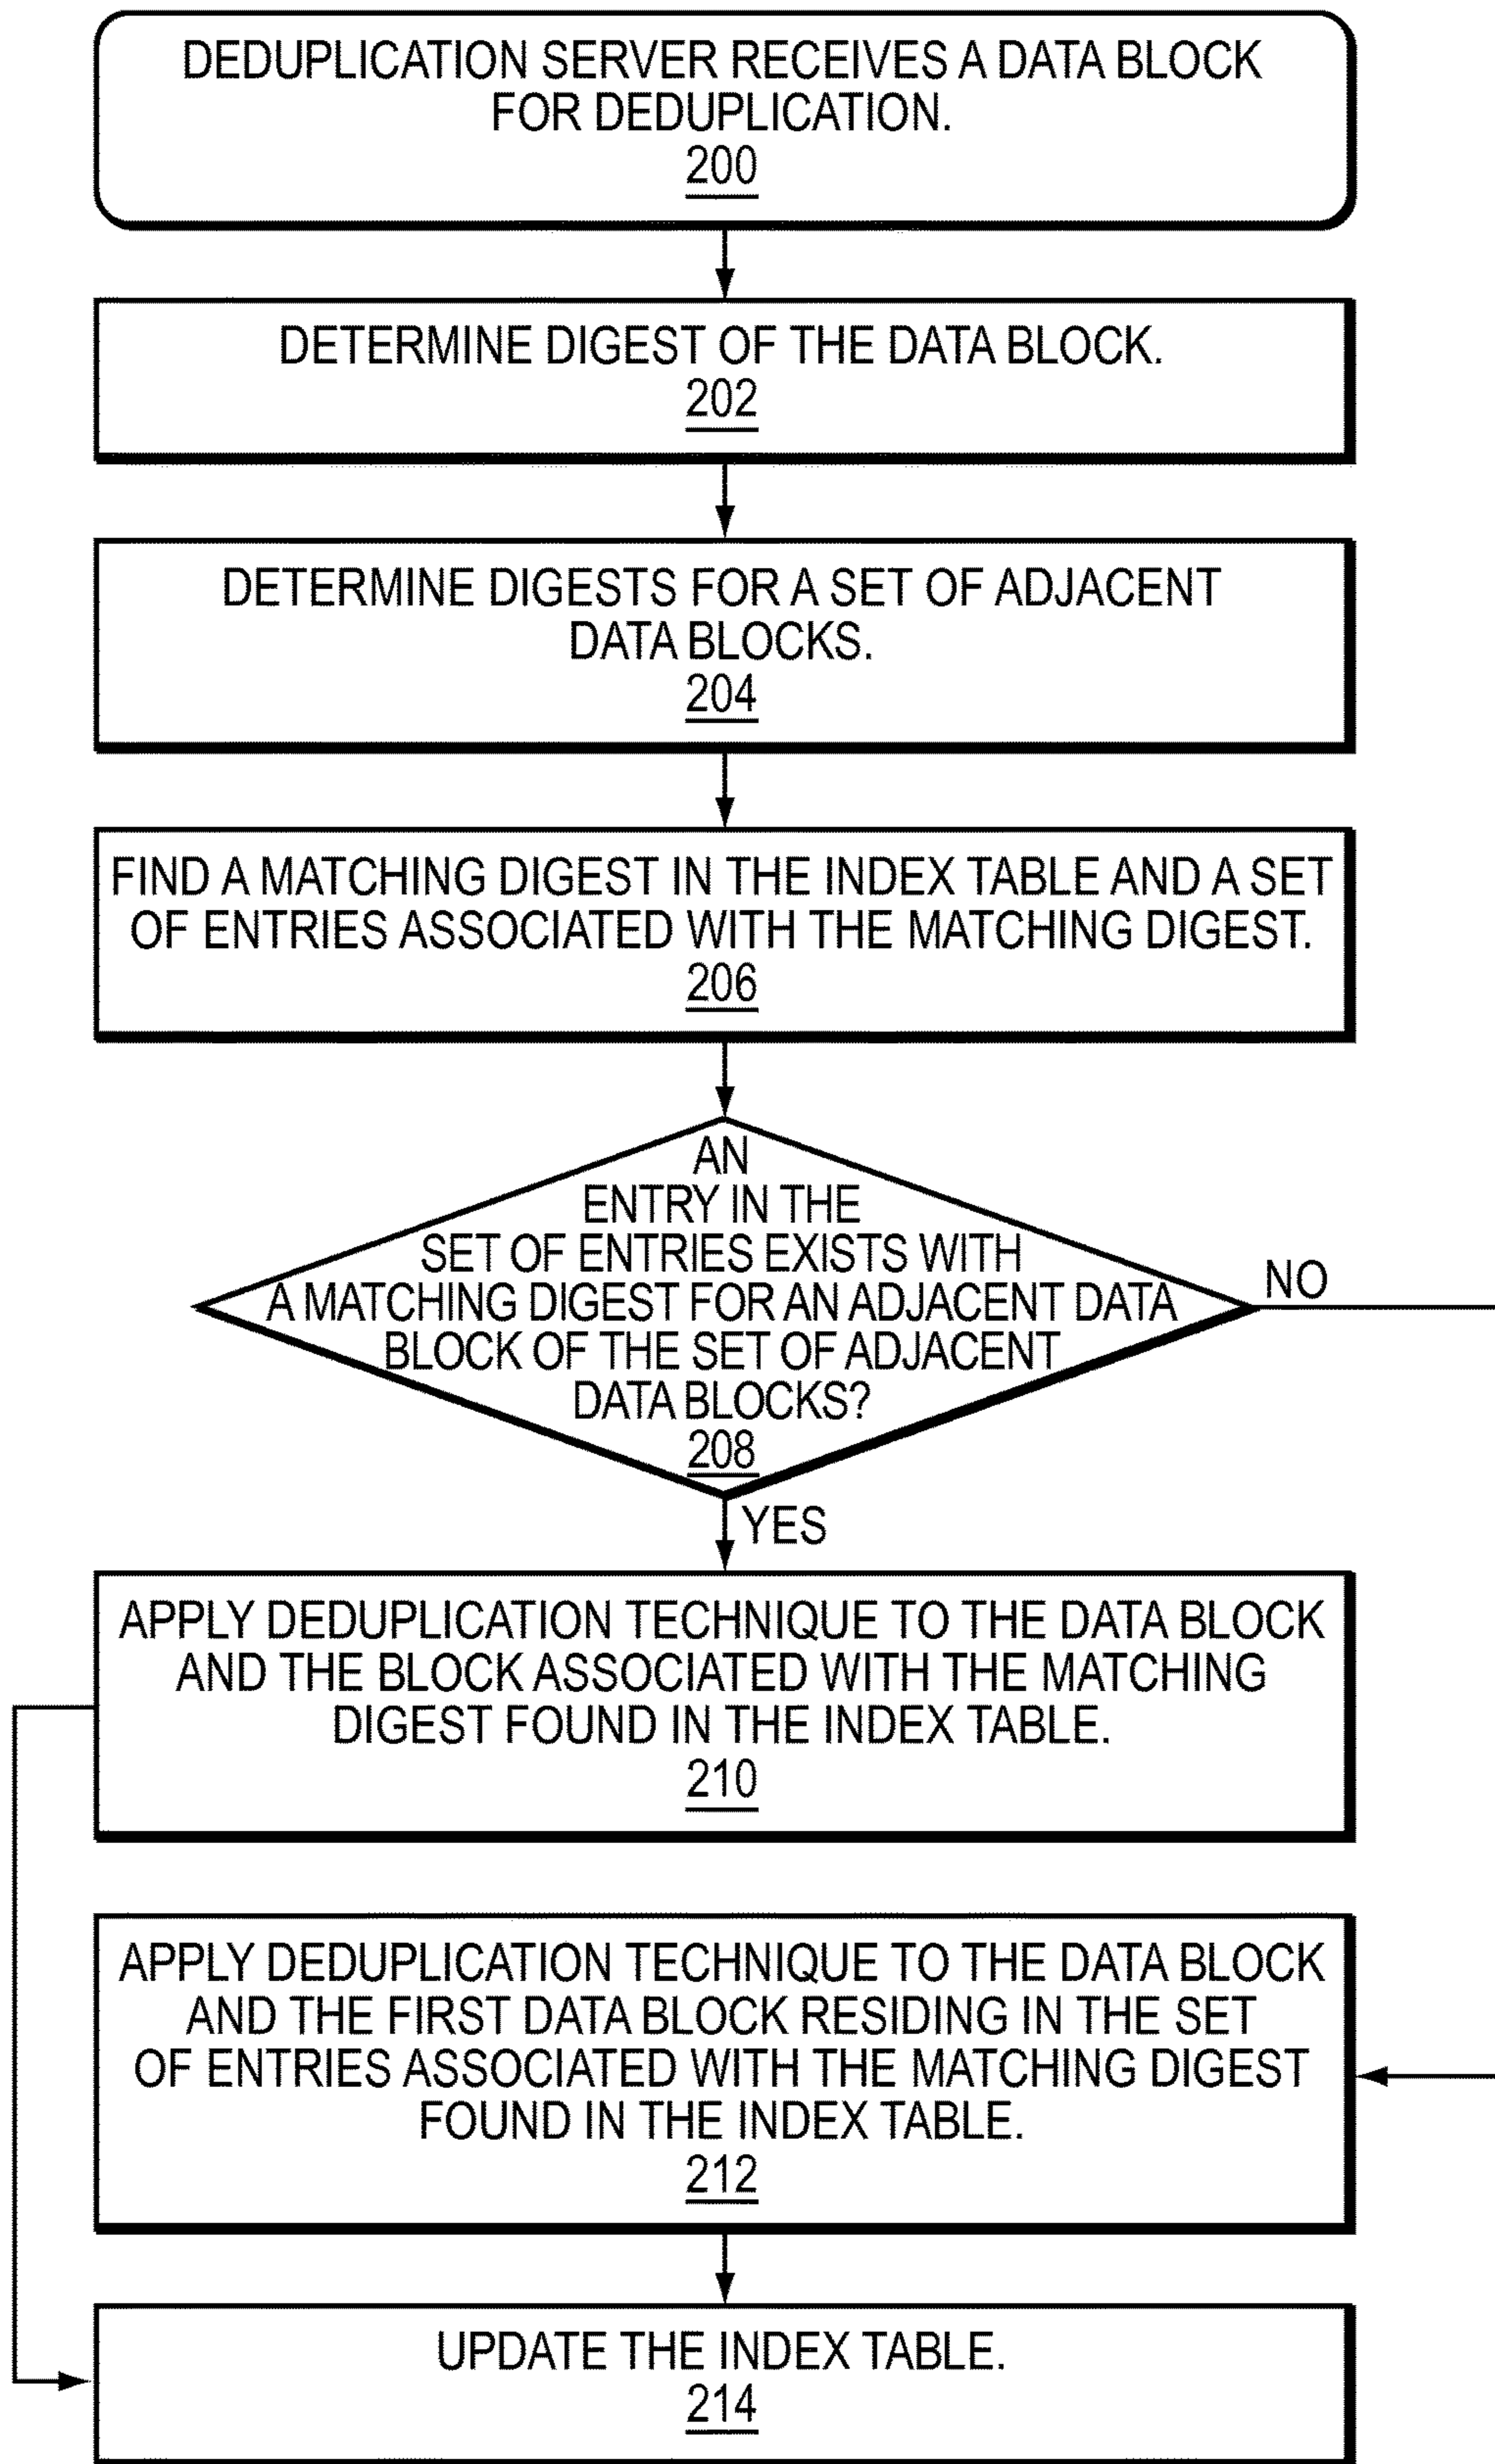 DEDUPLICATION SERVER RECEIVES A DATA BLOCK
FOR DEDUPLICATION.
200
DETERMINE DIGEST OF THE DATA BLOCK.
202
DETERMINE DIGESTS FOR A SET OF ADJACENT
DATA BLOCKS.
204
FIND A MATCHING DIGEST IN THE INDEX TABLE AND A SET
OF ENTRIES ASSOCIATED WITH THE MATCHING DIGEST.
206
AN
ENTRY IN THE
SET OF ENTRIES EXISTS WITH
A MATCHING DIGEST FOR AN ADJACENT DATA
BLOCK OF THE SET OF ADJACENT
DATA BLOCKS?
208
NO
YES
APPLY DEDUPLICATION TECHNIQUE TO THE DATA BLOCK
AND THE BLOCK ASSOCIATED WITH THE MATCHING
DIGEST FOUND IN THE INDEX TABLE.
210
APPLY DEDUPLICATION TECHNIQUE TO THE DATA BLOCK
AND THE FIRST DATA BLOCK RESIDING IN THE SET
OF ENTRIES ASSOCIATED WITH THE MATCHING DIGEST
FOUND IN THE INDEX TABLE.
212
UPDATE THE INDEX TABLE.
214